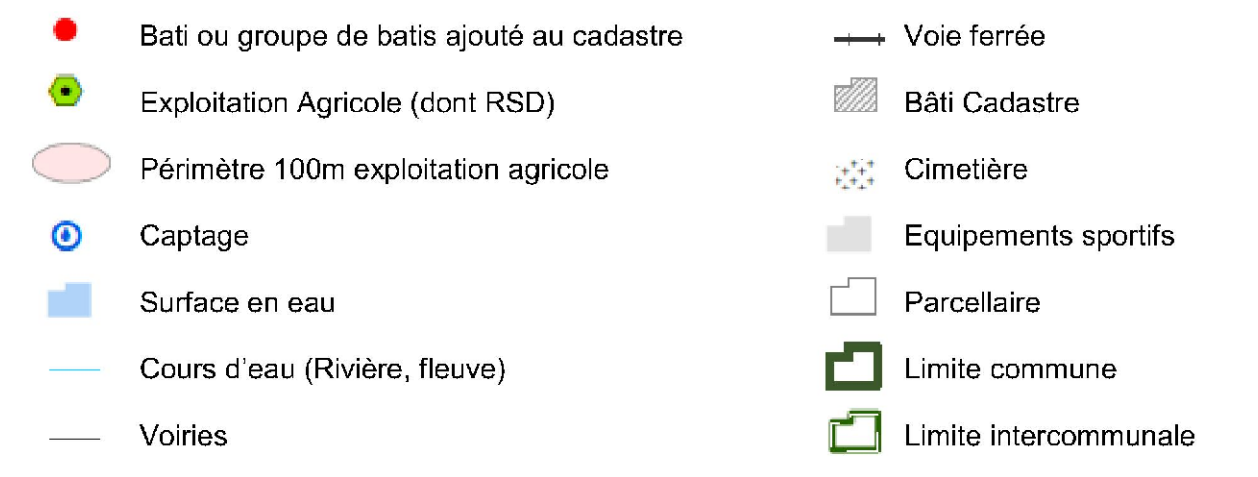 Bati ou groupe de batis ajouté au cadastre
Exploitation Agricole (dont RSD)
Périmètre 100m exploitation agricole
Captage
Surface en eau
Cours d'eau (Rivière, fleuve)
Voiries
Voie ferrée
Bâti Cadastre
Cimetière
Equipements sportifs
Parcellaire
Limite commune
Limite intercommunale